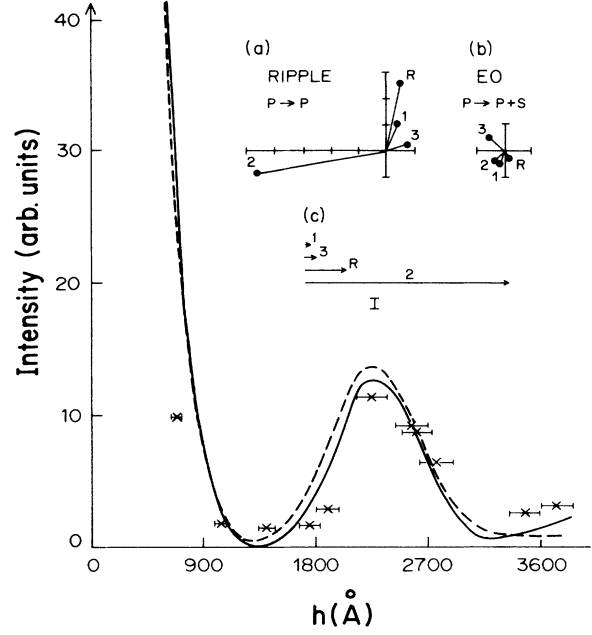 40
30
20
10
0
Intensity (arb. units)
0
900
1800
2700
3600
h(Å)
(a)
RIPPLE
P → P
R
1
3
2
(b)
EO
P → P+S
3
2
1
R
(c)
1
3
R
2